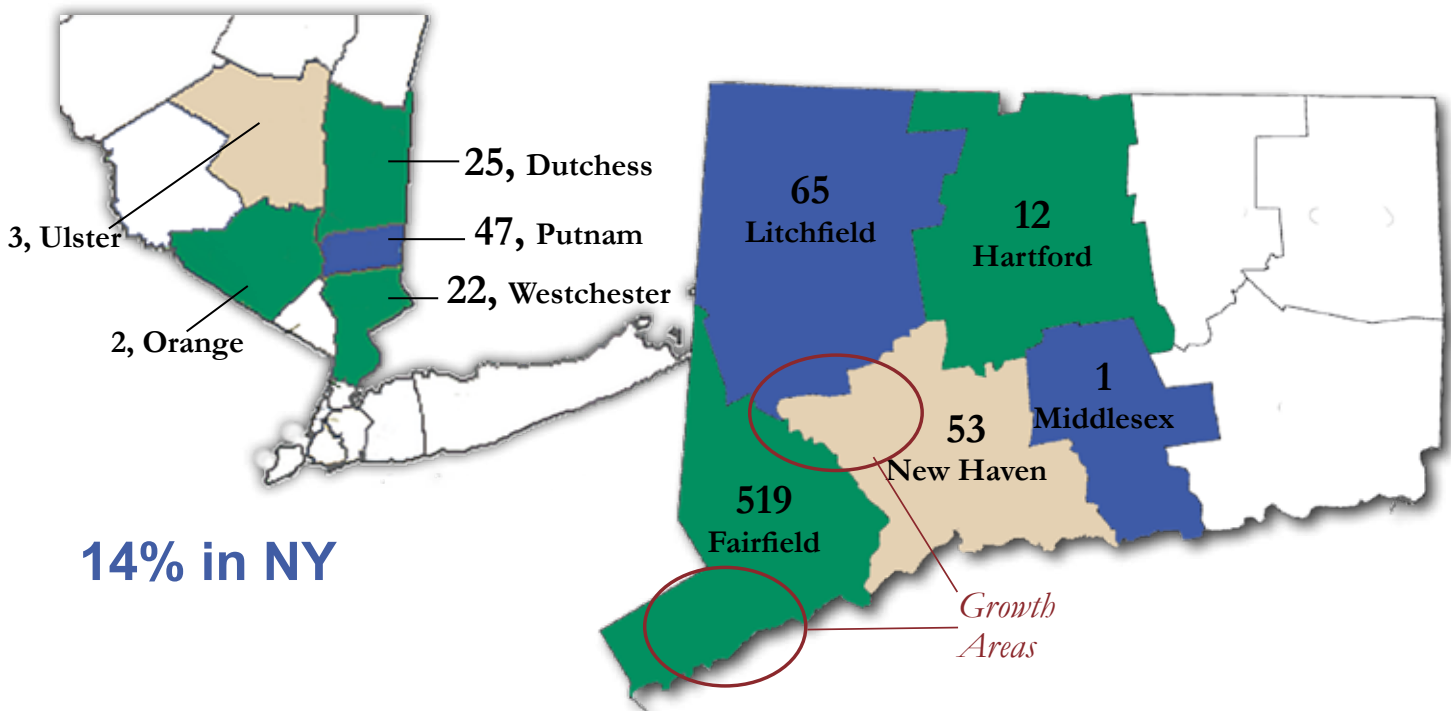 25, Dutchess
3, Ulster
47, Putnam
22, Westchester
2, Orange
14% in NY
65
Litchfield
12
Hartford
1
Middlesex
53
New Haven
519
Fairfield
Growth
Areas